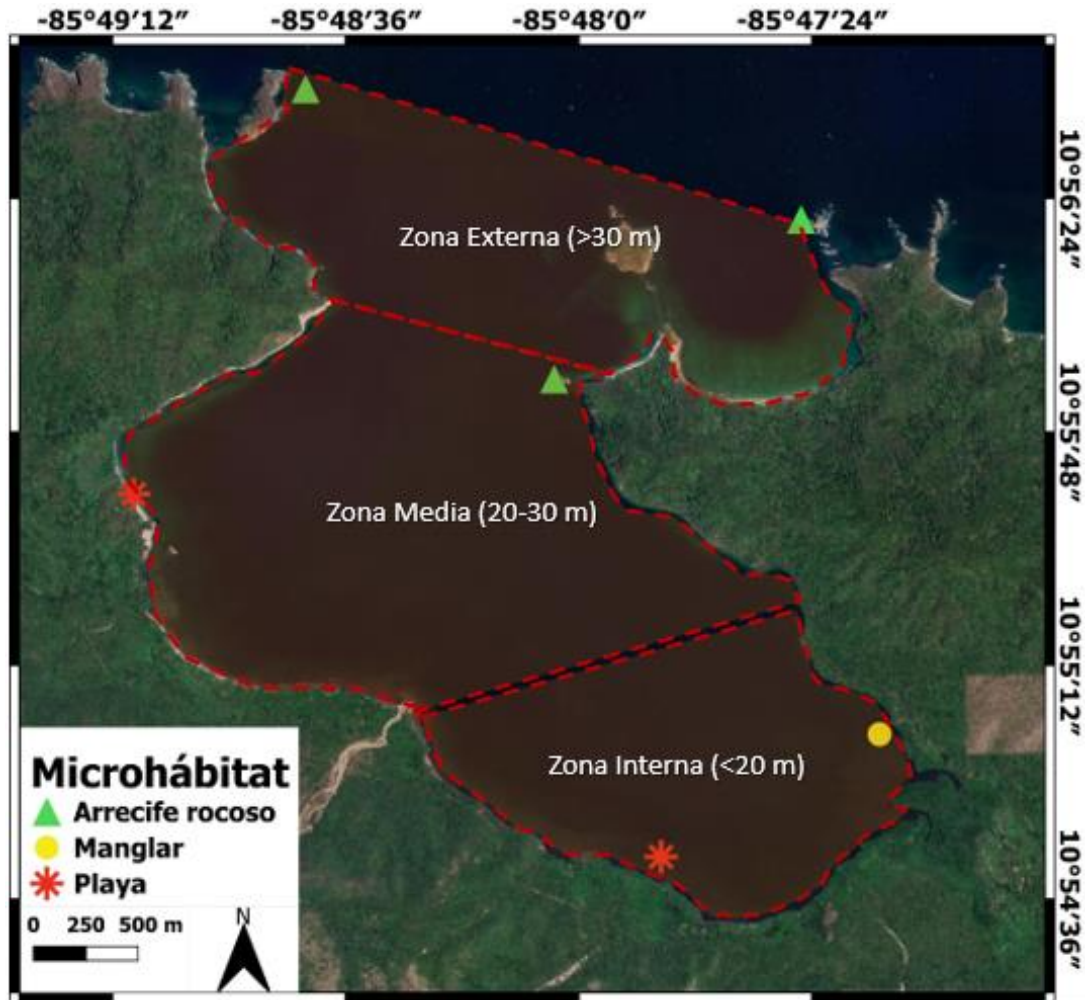 -85°49′12″ -85°48′36″ -85°48′0″ -85°47′24″
10°56′24″
10°55′48″
10°55′12″
10°54′36″
Zona Externa (>30 m)
Zona Media (20-30 m)
Zona Interna (<20 m)
Microhábitat
Arrecife rocoso
Manglar
Playa
0 250 500 m
N